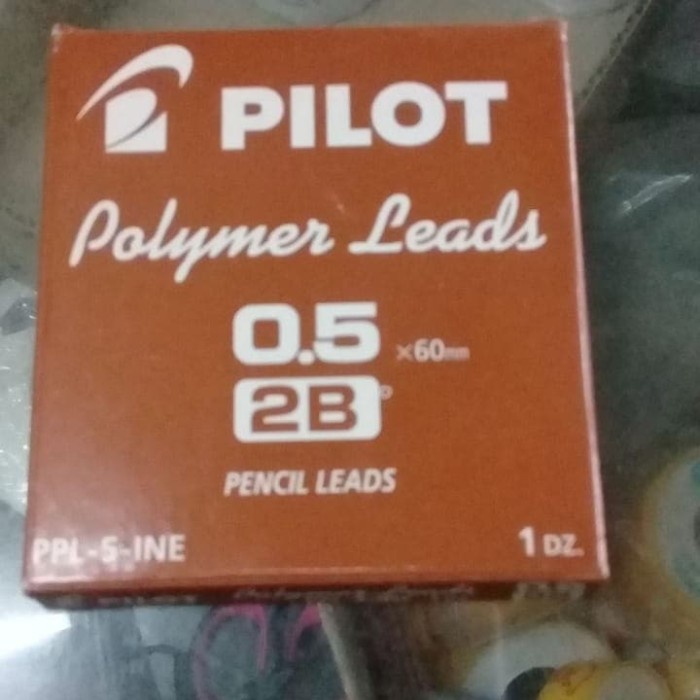 PILOT
Polymer Leads
0.5 ×60mm
2B
PENCIL LEADS
PPL-5-INE 1 DZ.